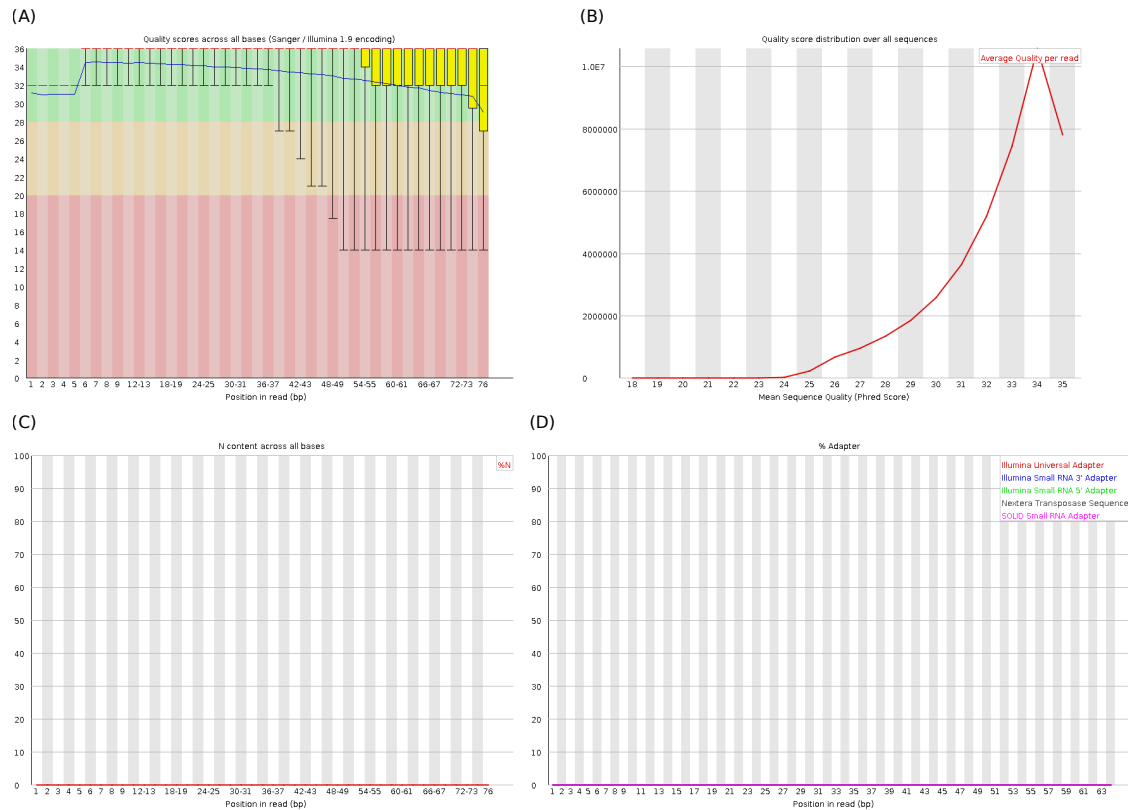 (A)
Quality scores across all bases (Sanger / Illumina 1.9 encoding)
36
34
32
30
28
26
24
22
20
18
16
14
12
10
8
6
4
2
0
1 2 3 4 5 6 7 8 9 12-13 18-19 24-25 30-31 36-37 42-43 48-49 54-55 60-61 66-67 72-73 76
Position in read (bp)
(B)
Quality score distribution over all sequences
Average Quality per read
1.0E7
8000000
6000000
4000000
2000000
0
18 19 20 21 22 23 24 25 26 27 28 29 30 31 32 33 34 35
Mean Sequence Quality (Phred Score)
(C)
N content across all bases
%N
100
90
80
70
60
50
40
30
20
10
0
1 2 3 4 5 6 7 8 9 12-13 18-19 24-25 30-31 36-37 42-43 48-49 54-55 60-61 66-67 72-73 76
Position in read (bp)
(D)
% Adapter
Illumina Universal Adapter
Illumina Small RNA 3' Adapter
Illumina Small RNA 5' Adapter
Nextera Transposase Sequence
SOLID Small RNA Adapter
100
90
80
70
60
50
40
30
20
10
0
1 2 3 4 5 6 7 8 9 11 13 15 17 19 21 23 25 27 29 31 33 35 37 39 41 43 45 47 49 51 53 55 57 59 61 63
Position in read (bp)